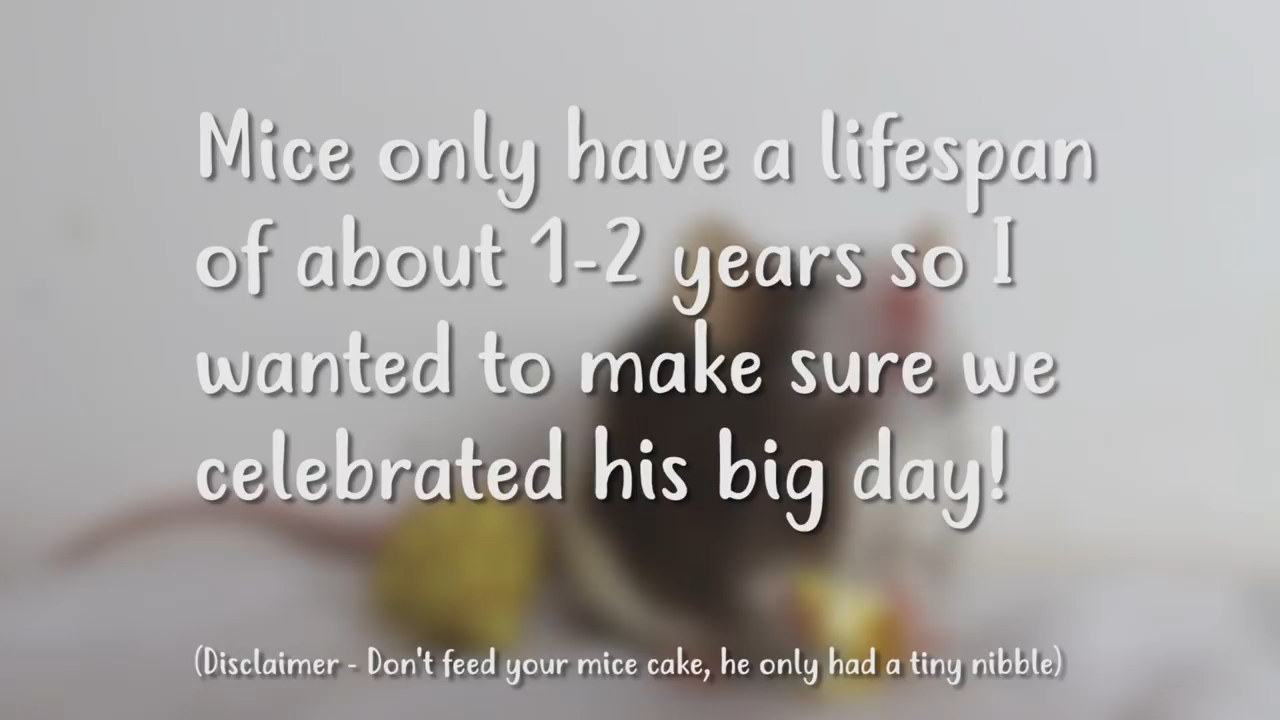 Mice only have a lifespan
of about 1-2 years so I
wanted to make sure we
celebrated his big day!
(Disclaimer - Don't feed your mice cake, he only had a tiny nibble)